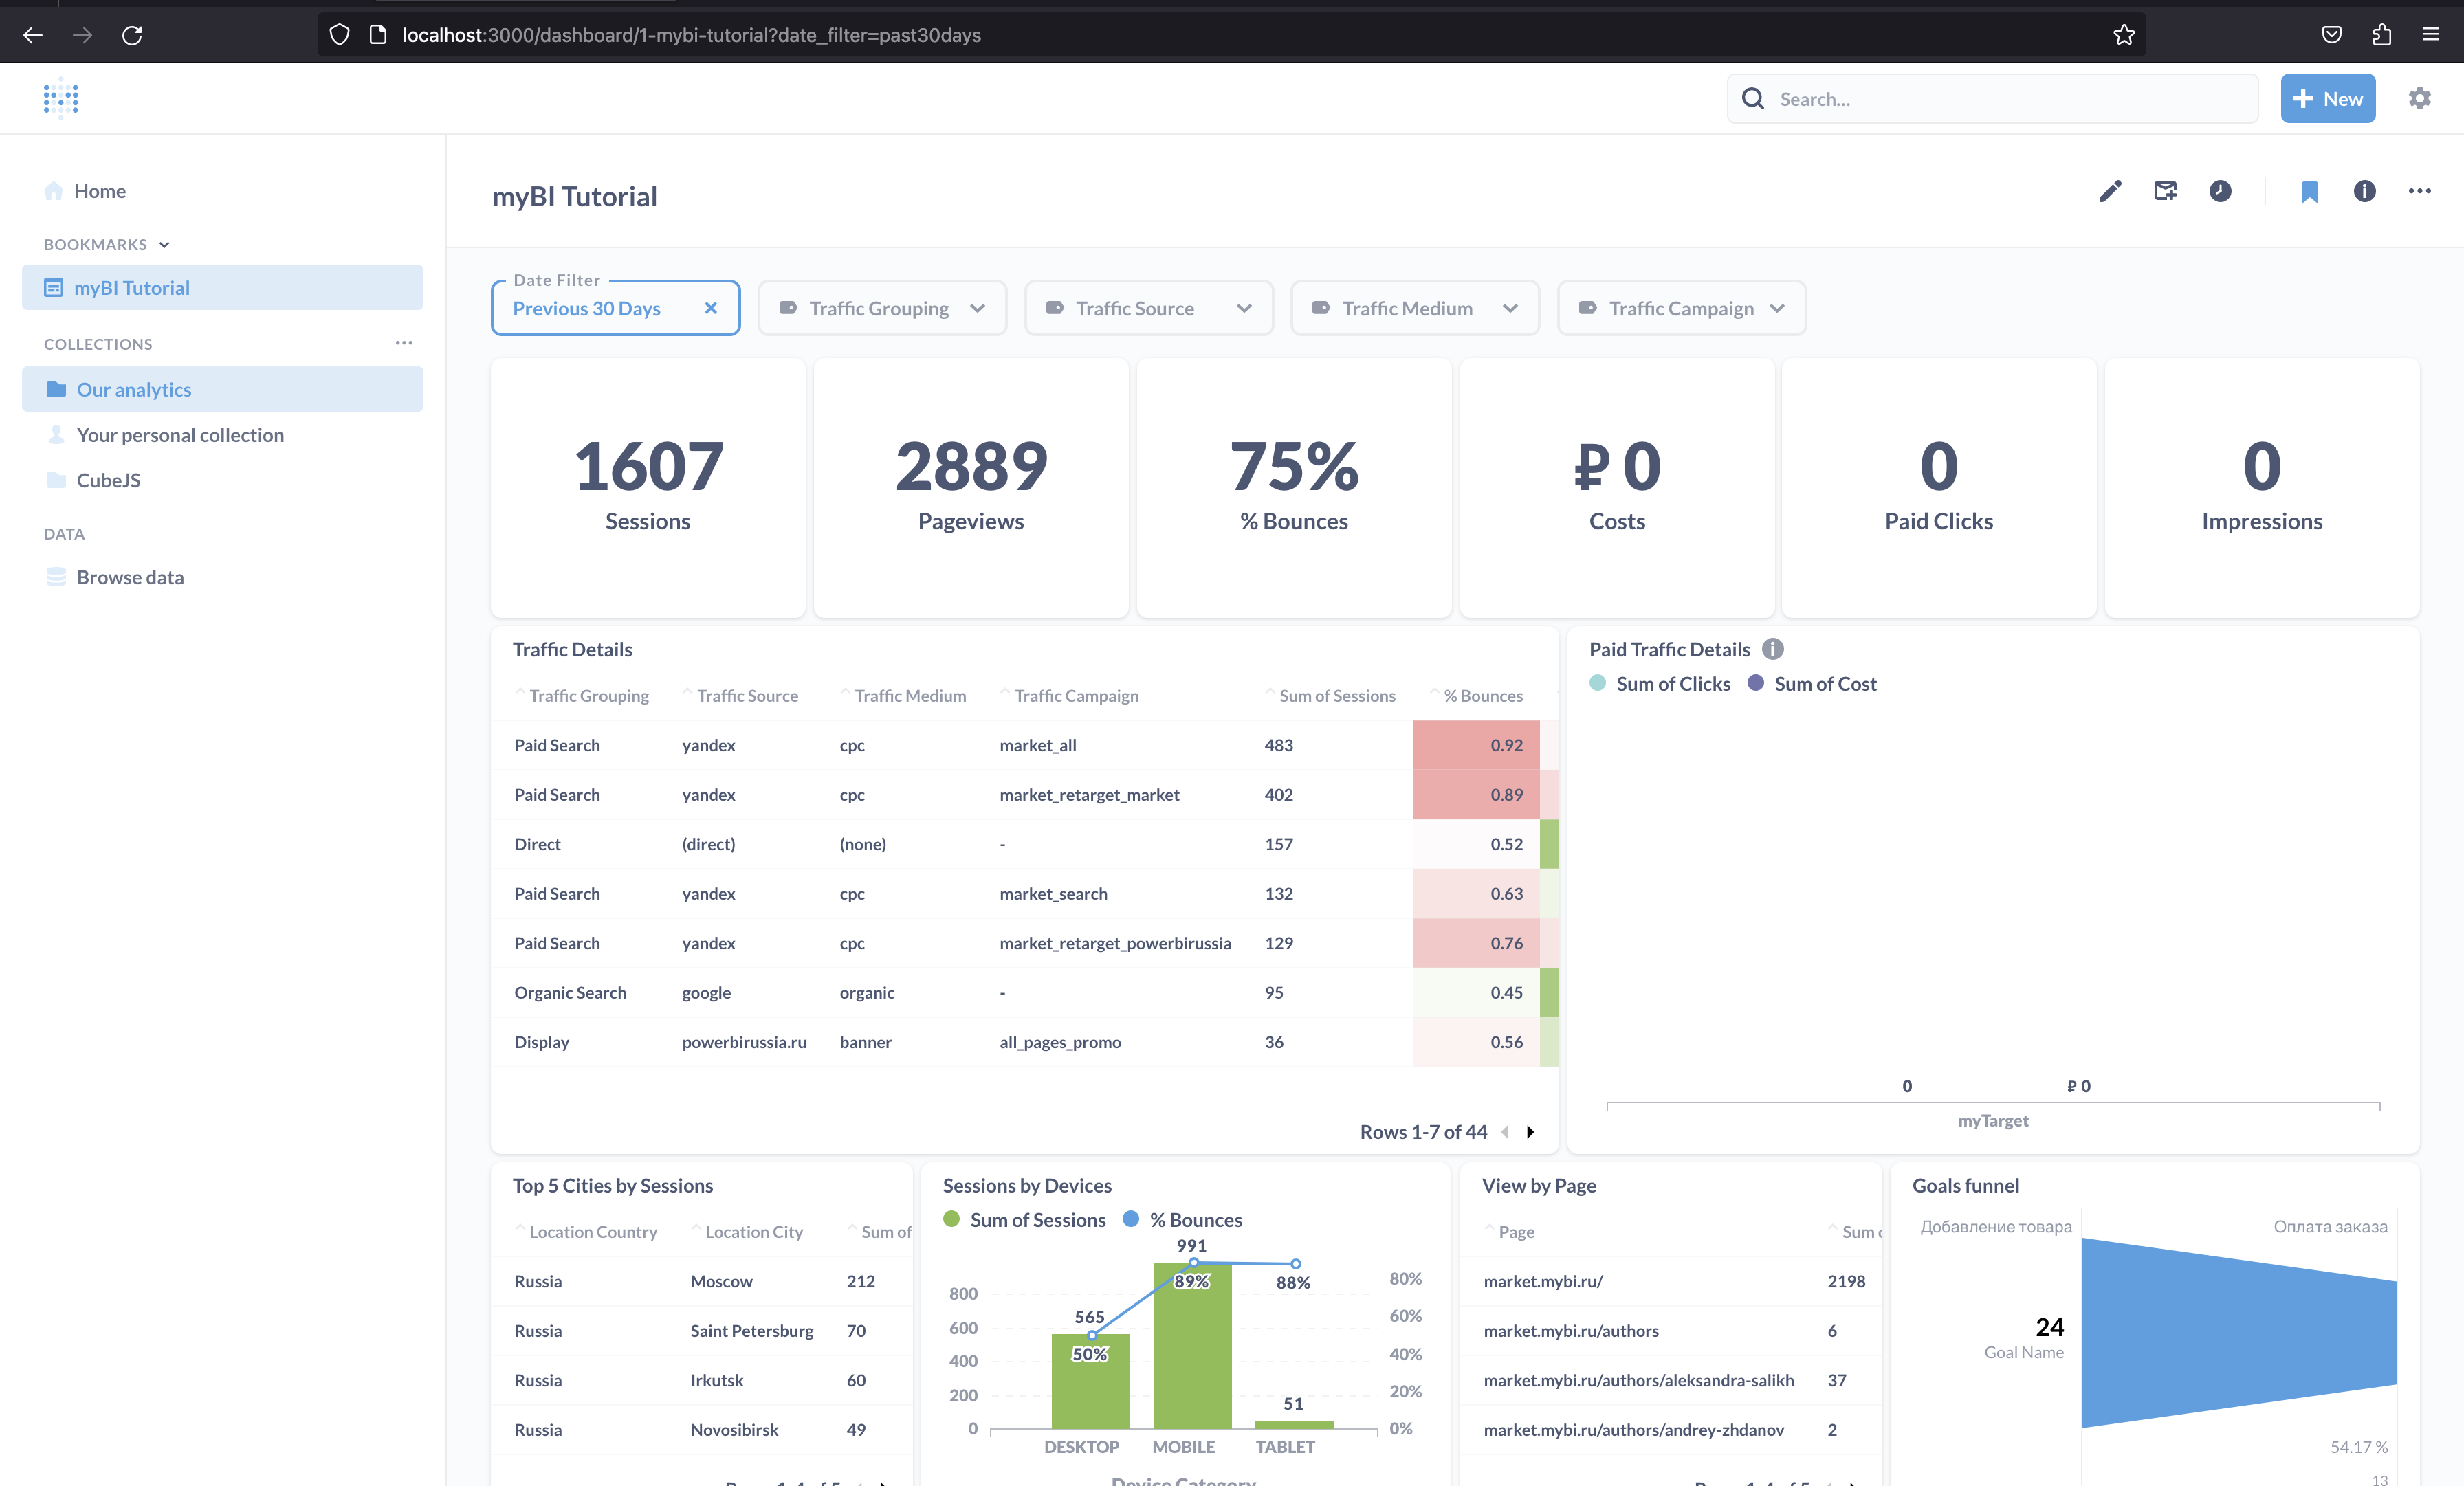 localhost:3000/dashboard/1-mybi-tutorial?date_filter=past30days
Search...
New
Home
BOOKMARKS
myBI Tutorial
COLLECTIONS
Our analytics
Your personal collection
CubeJS
DATA
Browse data
myBI Tutorial
Date Filter
Previous 30 Days
Traffic Grouping
Traffic Source
Traffic Medium
Traffic Campaign
1607
Sessions
2889
Pageviews
75%
% Bounces
₽ 0
Costs
0
Paid Clicks
0
Impressions
Traffic Details
Traffic Grouping Traffic Source Traffic Medium Traffic Campaign Sum of Sessions % Bounces
Paid Search yandex cpc market_all 483 0.92
Paid Search yandex cpc market_retarget_market 402 0.89
Direct (direct) (none) - 157 0.52
Paid Search yandex cpc market_search 132 0.63
Paid Search yandex cpc market_retarget_powerbirussia 129 0.76
Organic Search google organic - 95 0.45
Display powerbirussia.ru banner all_pages_promo 36 0.56
Rows 1-7 of 44
Paid Traffic Details
Sum of Clicks Sum of Cost
0 ₽ 0
myTarget
Top 5 Cities by Sessions
Location Country Location City Sum of
Russia Moscow 212
Russia Saint Petersburg 70
Russia Irkutsk 60
Russia Novosibirsk 49
Sessions by Devices
Sum of Sessions % Bounces
991
89%
88%
565
50%
51
800
600
400
200
0
80%
60%
40%
20%
0%
DESKTOP MOBILE TABLET
Device Category
View by Page
Page Sum
market.mybi.ru/ 2198
market.mybi.ru/authors 6
market.mybi.ru/authors/aleksandra-salikh 37
market.mybi.ru/authors/andrey-zhdanov 2
Goals funnel
Добавление товара
Оплата заказа
24
Goal Name
54.17 %
13